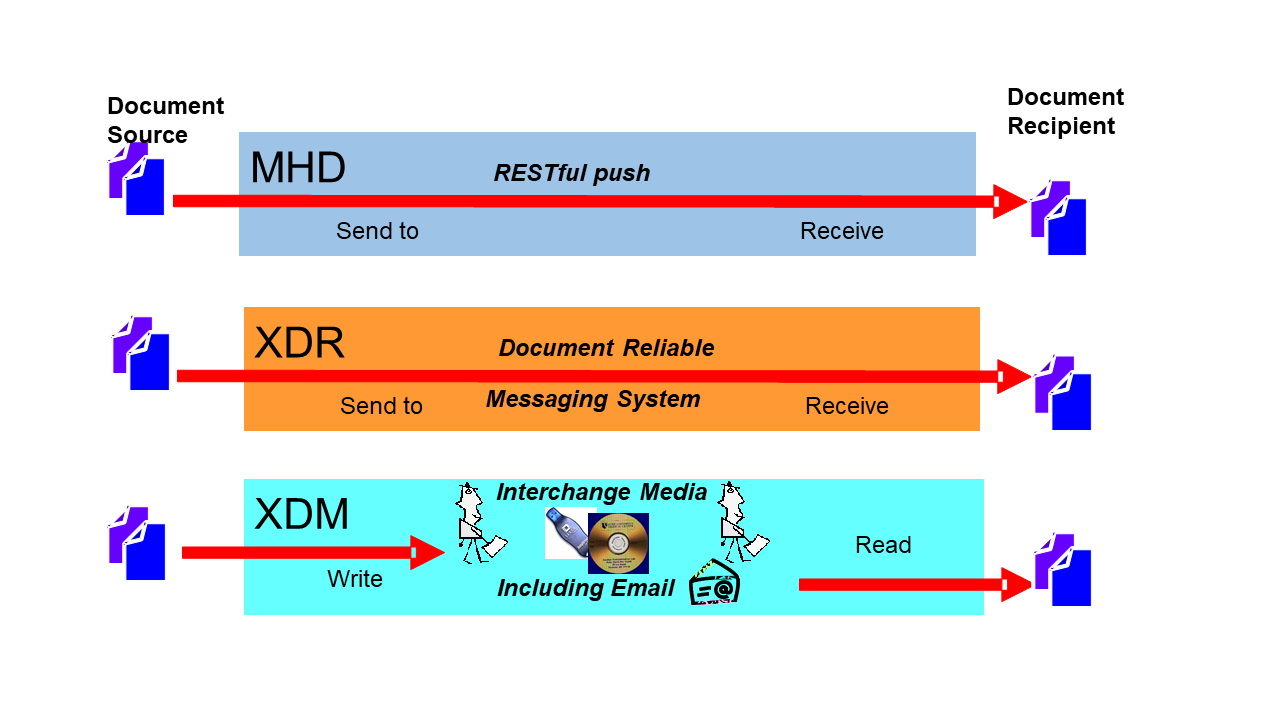 Document
Source
Document
Recipient
MHD
RESTful push
Send to
Receive
XDR
Document Reliable
Messaging System
Send to
Receive
XDM
Interchange Media
Read
Write
Including Email